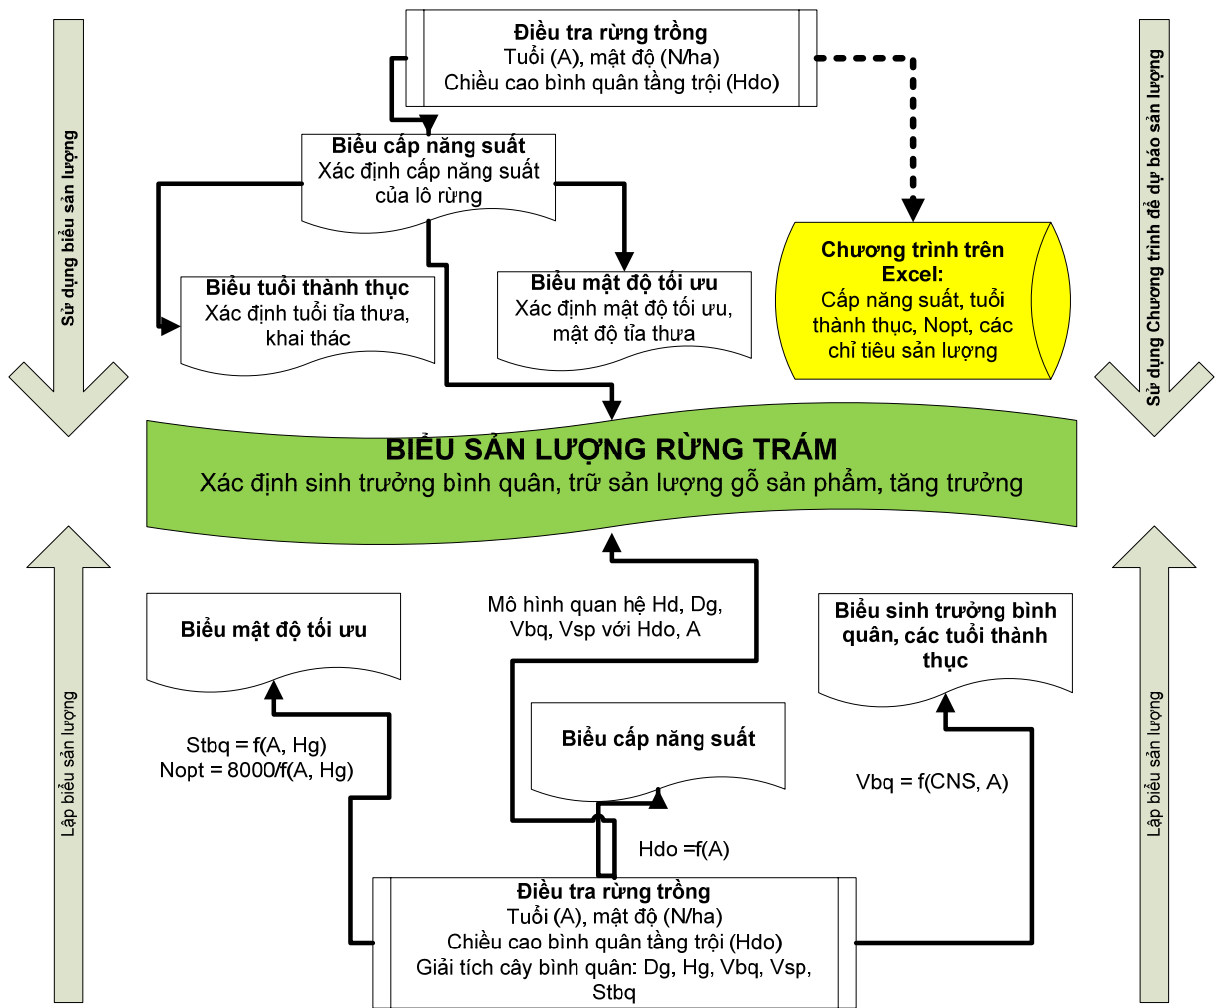 Điều tra rừng trồng
Tuổi (A), mật độ (N/ha)
Chiều cao bình quân tầng trội (Hdo)
Sử dụng biểu sản lượng
Sử dụng Chương trình để dự báo sản lượng
Biểu cấp năng suất
Xác định cấp năng suất
của lô rừng
Biểu tuổi thành thục
Xác định tuổi tỉa thưa,
khai thác
Biểu mật độ tối ưu
Xác định mật độ tối ưu,
mật độ tỉa thưa
Chương trình trên
Excel:
Cấp năng suất, tuổi
thành thục, Nopt, các
chỉ tiêu sản lượng
BIỂU SẢN LƯỢNG RỪNG TRÁM
Xác định sinh trưởng bình quân, trữ sản lượng gỗ sản phẩm, tăng trưởng
Lập biểu sản lượng
Biểu mật độ tối ưu
Mô hình quan hệ Hd, Dg,
Vbq, Vsp với Hdo, A
Biểu sinh trưởng bình
quân, các tuổi thành
thục
Lập biểu sản lượng
Stbq = f(A, Hg)
Nopt = 8000/f(A, Hg)
Biểu cấp năng suất
Vbq = f(CNS, A)
Hdo =f(A)
Điều tra rừng trồng
Tuổi (A), mật độ (N/ha)
Chiều cao bình quân tầng trội (Hdo)
Giải tích cây bình quân: Dg, Hg, Vbq, Vsp,
Stbq